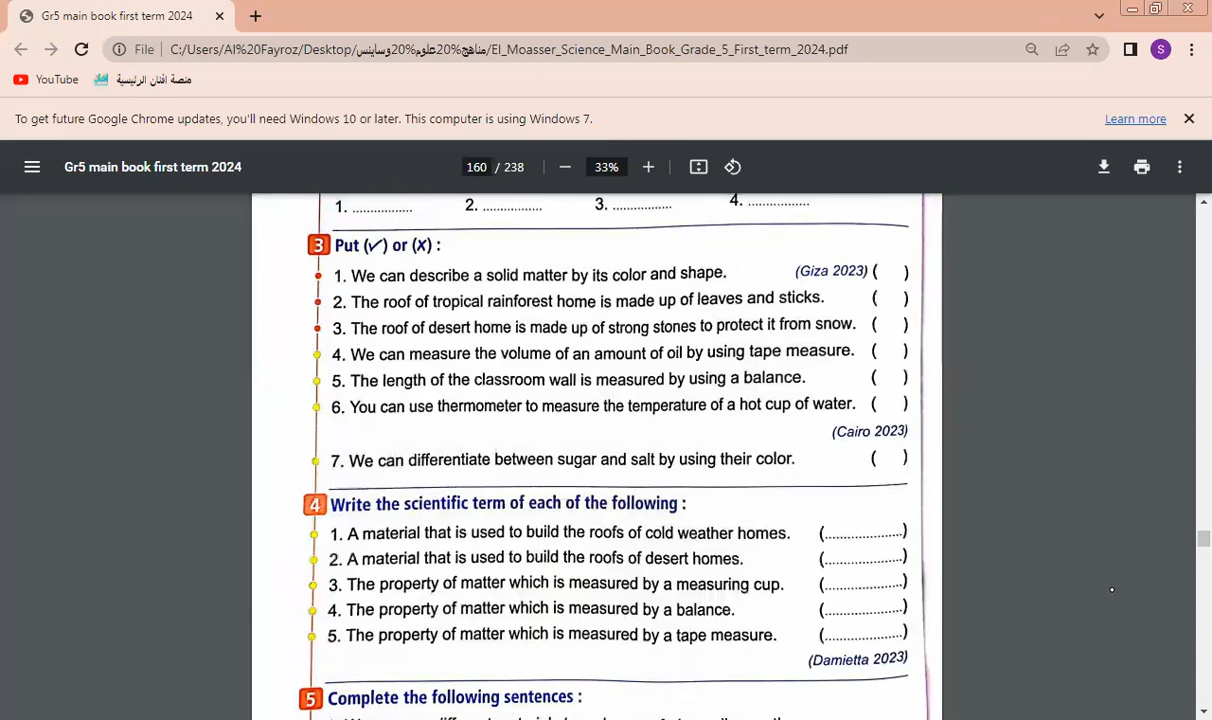 Gr5 main book first term 2024
File
C:/Users/Al%20Fayroz/Desktop/مناهج%20علوم%20وساينس/El_Moasser_Science_Main_Book_Grade_5_First_term_2024.pdf
S
YouTube
منصة أفنان الرئيسية
To get future Google Chrome updates, you'll need Windows 10 or later. This computer is using Windows 7.
Learn more
Gr5 main book first term 2024
160 / 238
33%
1. ............... 2. ............... 3. ............... 4. ...............
3 Put (✓) or (x) :
1. We can describe a solid matter by its color and shape. (Giza 2023) ( )
2. The roof of tropical rainforest home is made up of leaves and sticks. ( )
3. The roof of desert home is made up of strong stones to protect it from snow. ( )
4. We can measure the volume of an amount of oil by using tape measure. ( )
5. The length of the classroom wall is measured by using a balance. ( )
6. You can use thermometer to measure the temperature of a hot cup of water. ( )
(Cairo 2023)
7. We can differentiate between sugar and salt by using their color. ( )
4 Write the scientific term of each of the following :
1. A material that is used to build the roofs of cold weather homes. (....................)
2. A material that is used to build the roofs of desert homes. (....................)
3. The property of matter which is measured by a measuring cup. (....................)
4. The property of matter which is measured by a balance. (....................)
5. The property of matter which is measured by a tape measure. (....................)
(Damietta 2023)
5 Complete the following sentences :